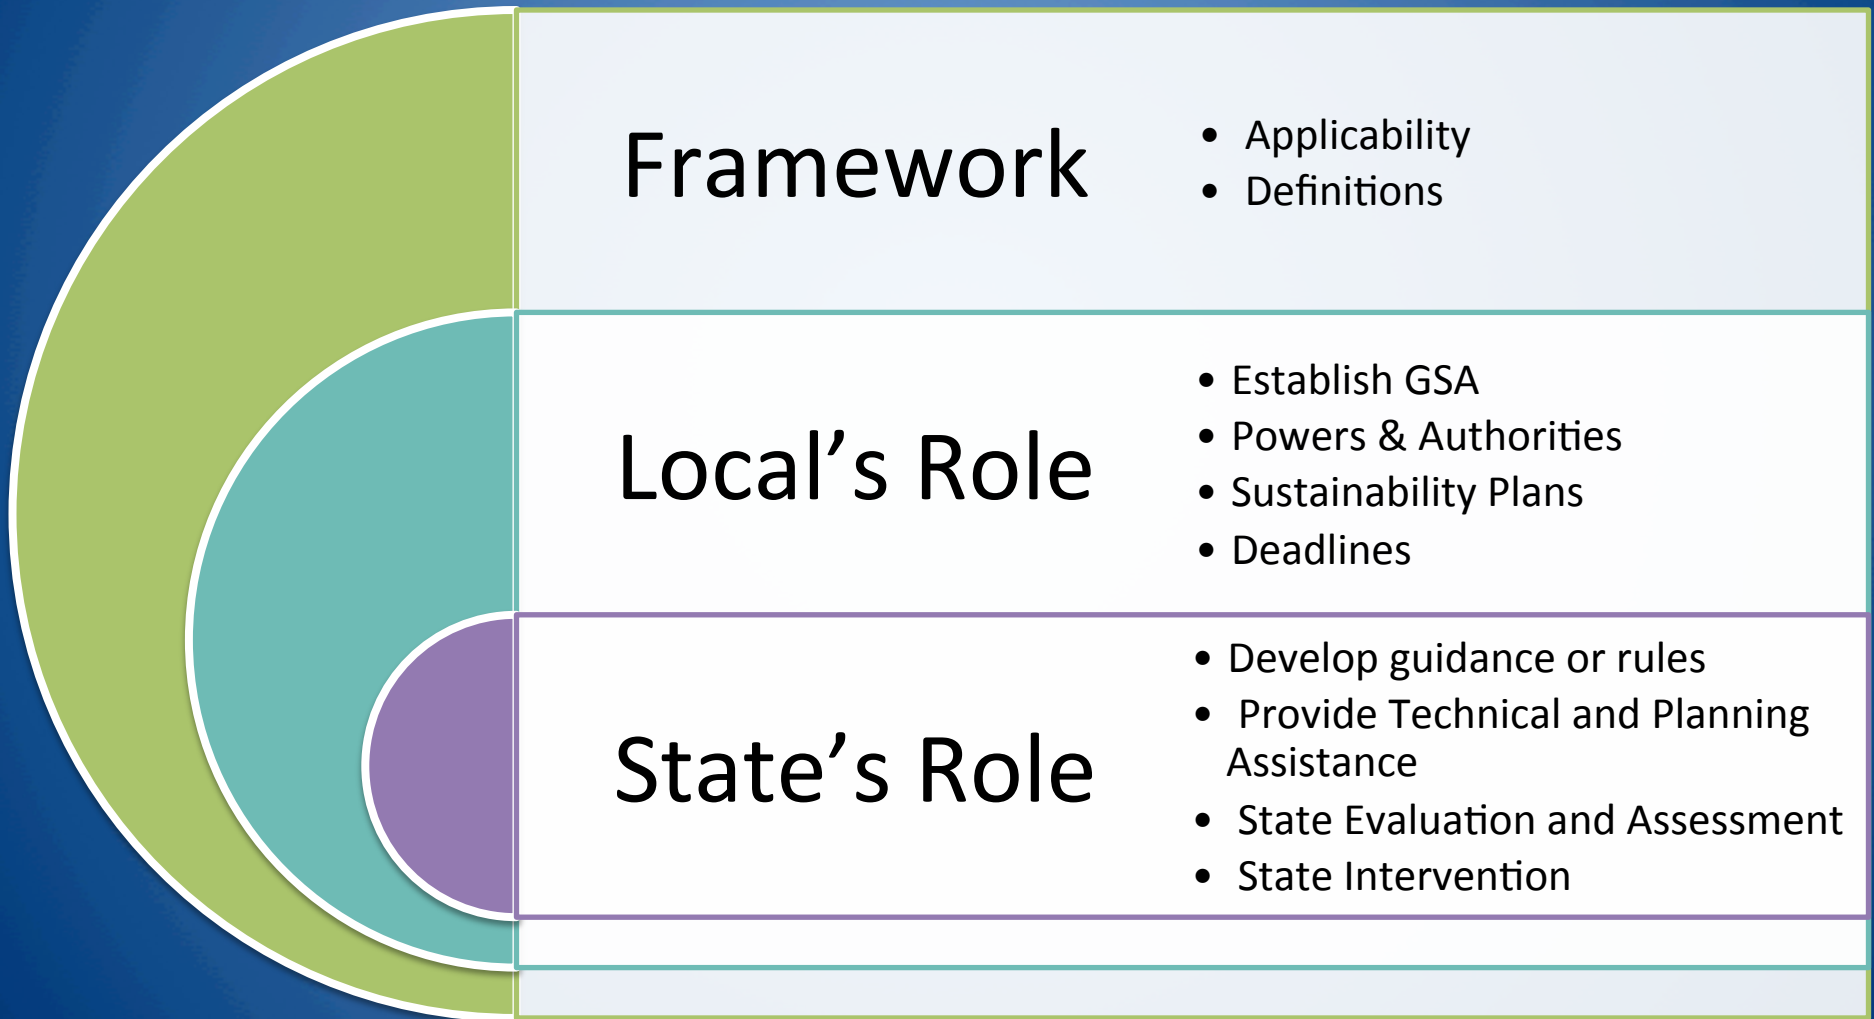 Framework
• Applicability
• Definitions
Local’s Role
• Establish GSA
• Powers & Authorities
• Sustainability Plans
• Deadlines
State’s Role
• Develop guidance or rules
• Provide Technical and Planning
Assistance
• State Evaluation and Assessment
• State Intervention